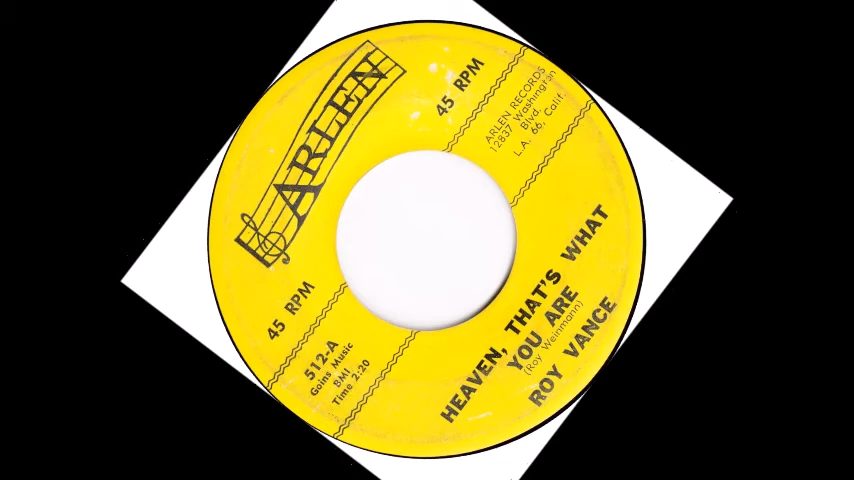 ARLEN
45 RPM
45 RPM
ARLEN RECORDS
12837 Washington
Blvd.
L.A. 66, Calif.
512-A
Goins Music
BMI
Time 2:20
HEAVEN, THAT'S WHAT
YOU ARE
(Roy Weinmann)
ROY VANCE